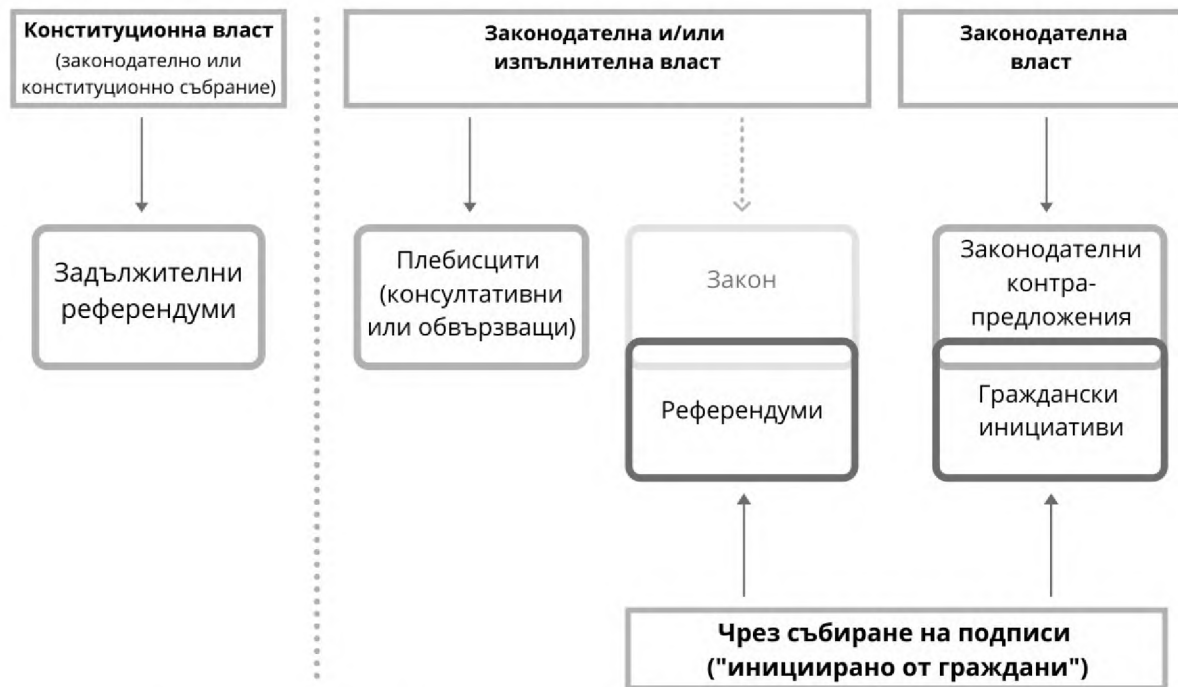 Конституционна власт
(законодателно или
конституционно събрание)
Законодателна и/или
изпълнителна власт
Законодателна
власт
Задължителни
референдуми
Плебисцити
(консултативни
или обвързващи)
Закон
Референдуми
Законодателни
контра-
предложения
Граждански
инициативи
Чрез събиране на подписи
("инициирано от граждани")